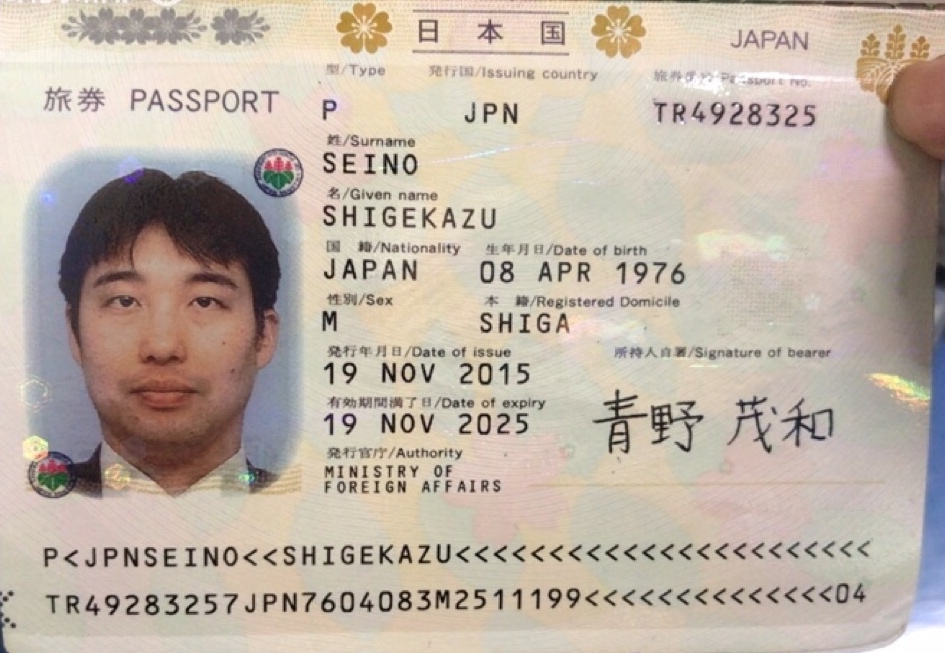 日本国
JAPAN
旅券 PASSPORT
型/Type 発行国/Issuing country 旅券番号/Passport No.
P JPN TR4928325
姓/Surname
SEINO
名/Given name
SHIGEKAZU
国 籍/Nationality 生年月日/Date of birth
JAPAN 08 APR 1976
性別/Sex 本 籍/Registered Domicile
M SHIGA
発行年月日/Date of issue 所持人自署/Signature of bearer
19 NOV 2015
有効期間満了日/Date of expiry
19 NOV 2025
青野 茂和
発行官庁/Authority
MINISTRY OF
FOREIGN AFFAIRS
P<JPNSEINO<<SHIGEKAZU<<<<<<<<<<<<<<<<<<<<<<<
TR49283257JPN7604083M2511199<<<<<<<<<<<<<<04